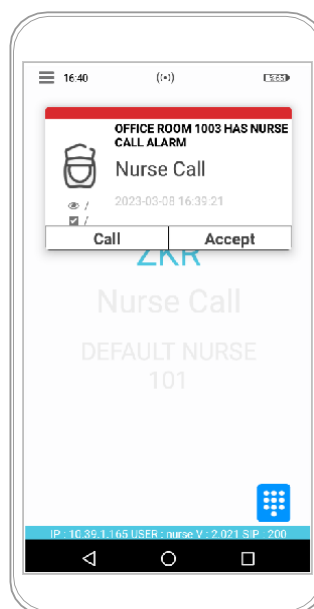 16:40
OFFICE ROOM 1003 HAS NURSE
CALL ALARM
Nurse Call
2023-03-08 16:39:21
/
/
Call Accept
ZKR
Nurse Call
DEFAULT NURSE
101
IP : 10.39.1.165 USER : nurse V : 2.021 SIP : 200